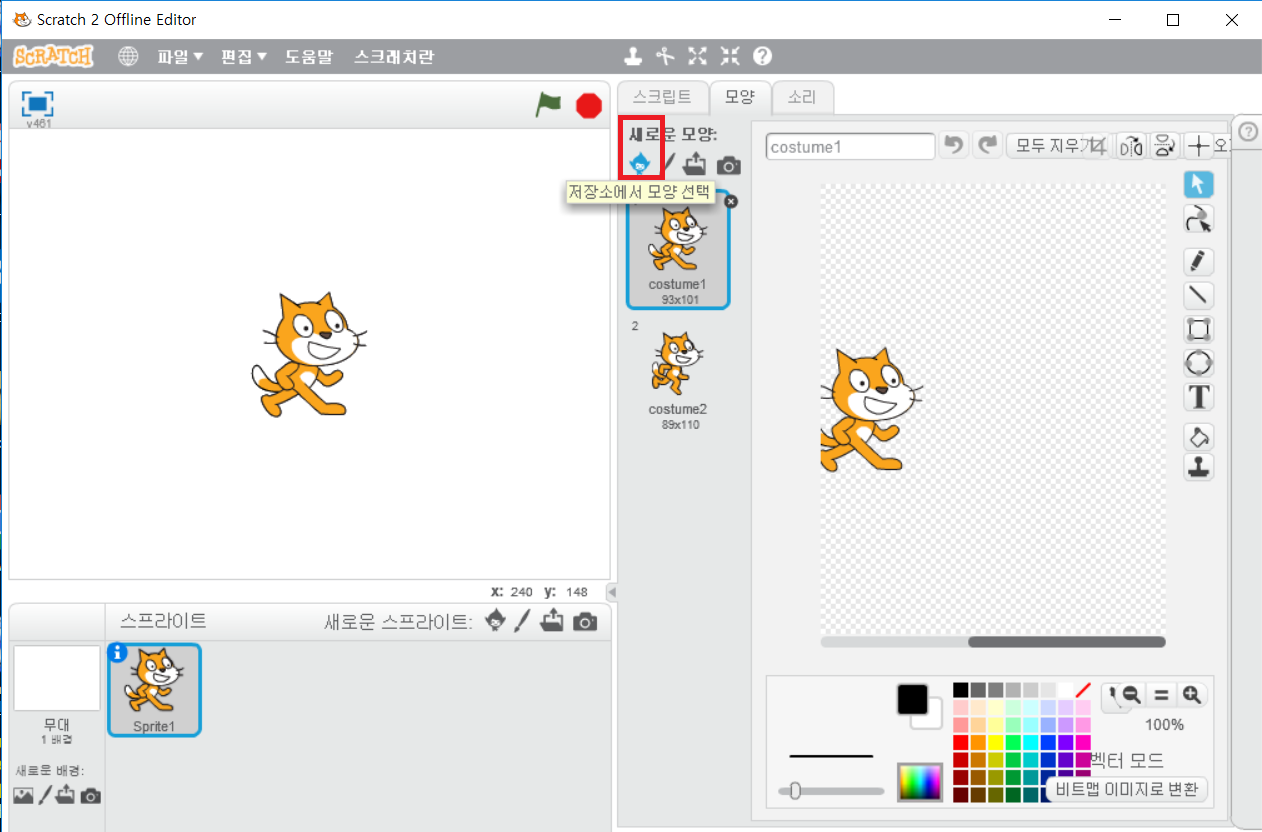 Scratch 2 Offline Editor
SCRATCH 파일 편집 도움말 스크래치란
v461
스크립트 모양 소리
새로운 모양:
저장소에서 모양 선택
costume1
93x101
2
costume2
89x110
costume1
모두 지우기
100%
벡터 모드
비트맵 이미지로 변환
x: 240 y: 148
스프라이트 새로운 스프라이트:
Sprite1
무대
1 배경
새로운 배경: